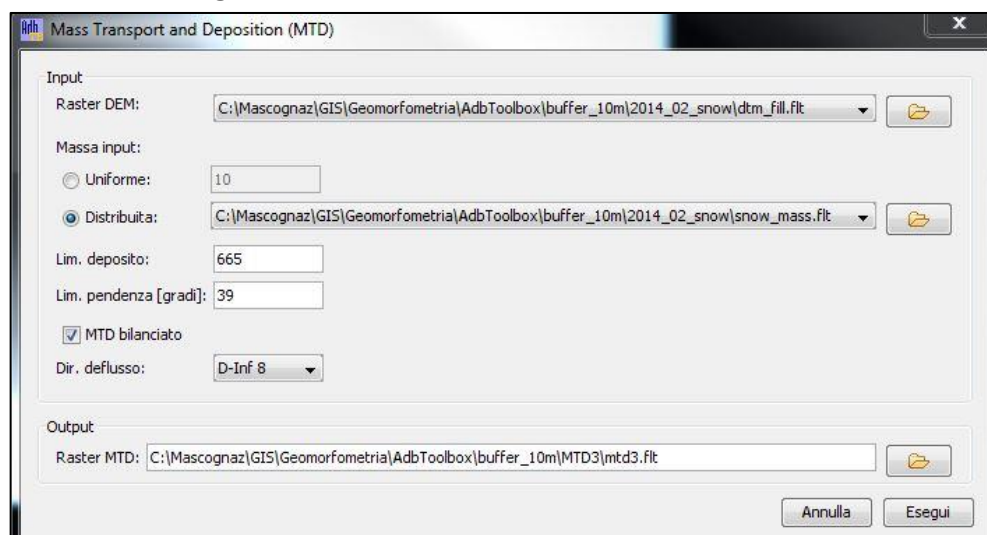 Adb Mass Transport and Deposition (MTD)
x
Input
Raster DEM: C:\Mascognaz\GIS\Geomorfometria\AdbToolbox\buffer_10m\2014_02_snow\dtm_fill.flt
Massa input:
Uniforme: 10
Distribuita: C:\Mascognaz\GIS\Geomorfometria\AdbToolbox\buffer_10m\2014_02_snow\snow_mass.flt
Lim. deposito: 665
Lim. pendenza [gradi]: 39
MTD bilanciato
Dir. deflusso: D-Inf 8
Output
Raster MTD: C:\Mascognaz\GIS\Geomorfometria\AdbToolbox\buffer_10m\MTD3\mtd3.flt
Annulla Esegui